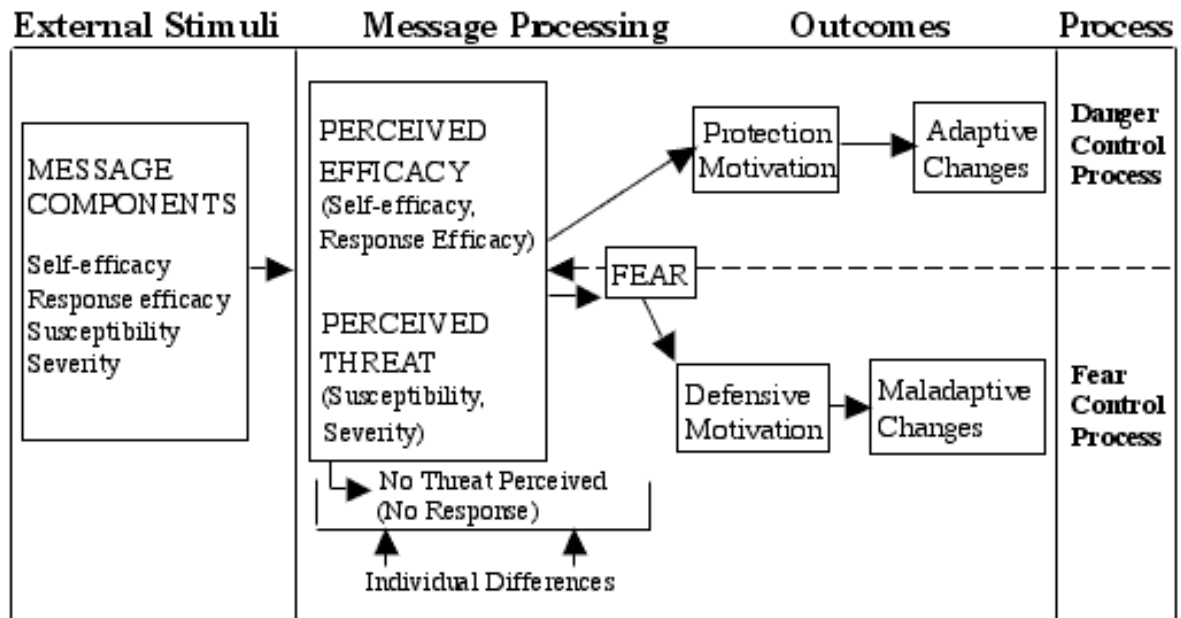 External Stimuli
Message Processing
Outcomes
Process
MESSAGE
COMPONENTS
Self-efficacy
Response efficacy
Susceptibility
Severity
PERCEIVED
EFFICACY
(Self-efficacy,
Response Efficacy)
PERCEIVED
THREAT
(Susceptibility,
Severity)
No Threat Perceived
(No Response)
Individual Differences
FEAR
Protection
Motivation
Adaptive
Changes
Defensive
Motivation
Maladaptive
Changes
Danger
Control
Process
Fear
Control
Process